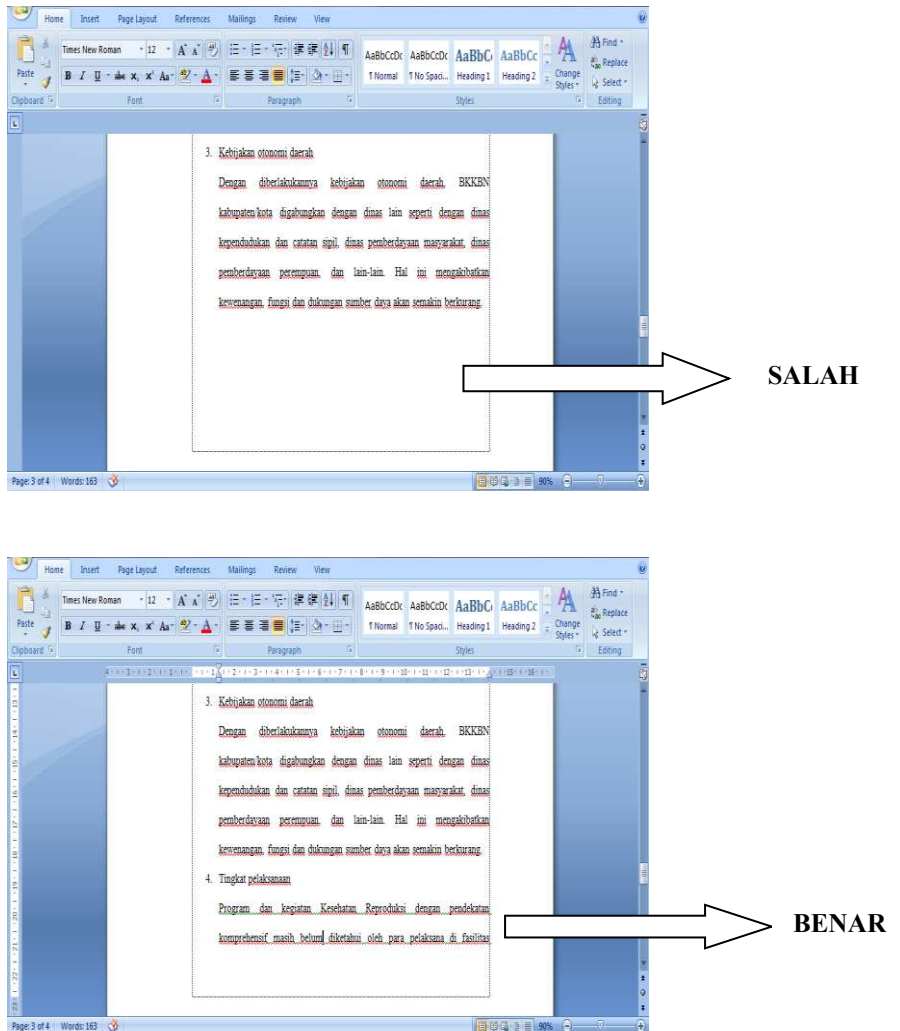 Home Insert Page Layout References Mailings Review View
Times New Roman 12 A A
Paste B I U abe x, x' Aa A
AaBbCcDc AaBbCcDc AaBbC AaBbCc
¶ Normal ¶ No Spaci... Heading 1 Heading 2
Change Styles
Find
Replace
Select
Clipboard Font Paragraph Styles Editing
3. Kebijakan otonomi daerah
Dengan diberlakukannya kebijakan otonomi daerah, BKKBN
kabupaten/kota digabungkan dengan dinas lain seperti dengan dinas
kependudukan dan catatan sipil, dinas pemberdayaan masyarakat, dinas
pemberdayaan perempuan, dan lain-lain. Hal ini mengakibatkan
kewenangan, fungsi dan dukungan sumber daya akan semakin berkurang.
SALAH
Page: 3 of 4 Words: 163 90%
Home Insert Page Layout References Mailings Review View
Times New Roman 12 A A
Paste B I U abe x, x' Aa A
AaBbCcDc AaBbCcDc AaBbC AaBbCc
¶ Normal ¶ No Spaci... Heading 1 Heading 2
Change Styles
Find
Replace
Select
Clipboard Font Paragraph Styles Editing
3. Kebijakan otonomi daerah
Dengan diberlakukannya kebijakan otonomi daerah, BKKBN
kabupaten/kota digabungkan dengan dinas lain seperti dengan dinas
kependudukan dan catatan sipil, dinas pemberdayaan masyarakat, dinas
pemberdayaan perempuan, dan lain-lain. Hal ini mengakibatkan
kewenangan, fungsi dan dukungan sumber daya akan semakin berkurang.
4. Tingkat pelaksanaan
Program dan kegiatan Kesehatan Reproduksi dengan pendekatan
komprehensif masih belum diketahui oleh para pelaksana di fasilitas
BENAR
Page: 3 of 4 Words: 163 90%